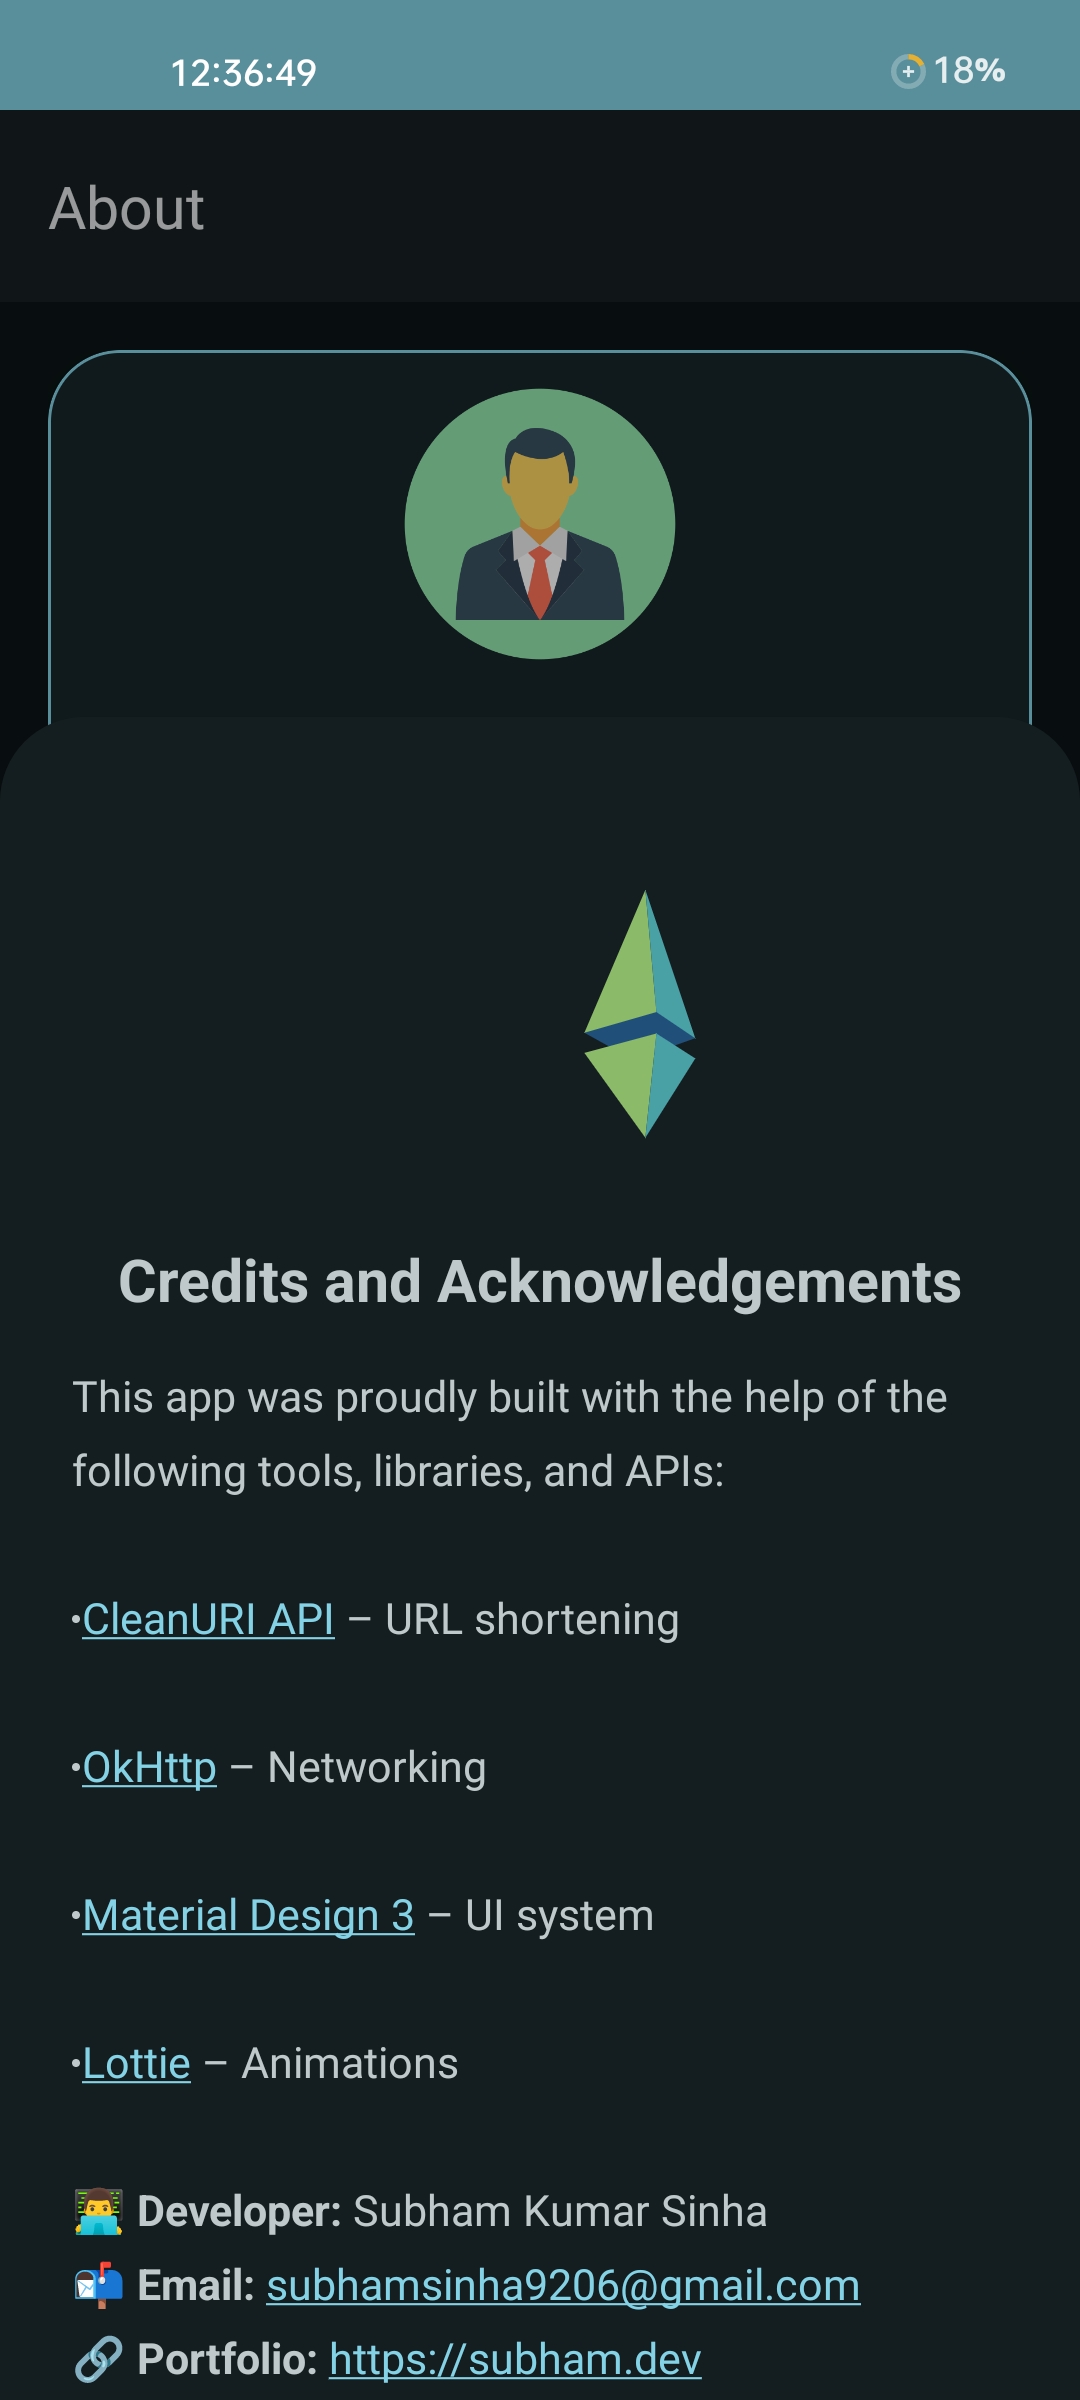 12:36:49
18%
About
Credits and Acknowledgements
This app was proudly built with the help of the
following tools, libraries, and APIs:
•CleanURI API – URL shortening
•OkHttp – Networking
•Material Design 3 – UI system
•Lottie – Animations
👨‍💻 Developer: Subham Kumar Sinha
📬 Email: subhamsinha9206@gmail.com
🔗 Portfolio: https://subham.dev